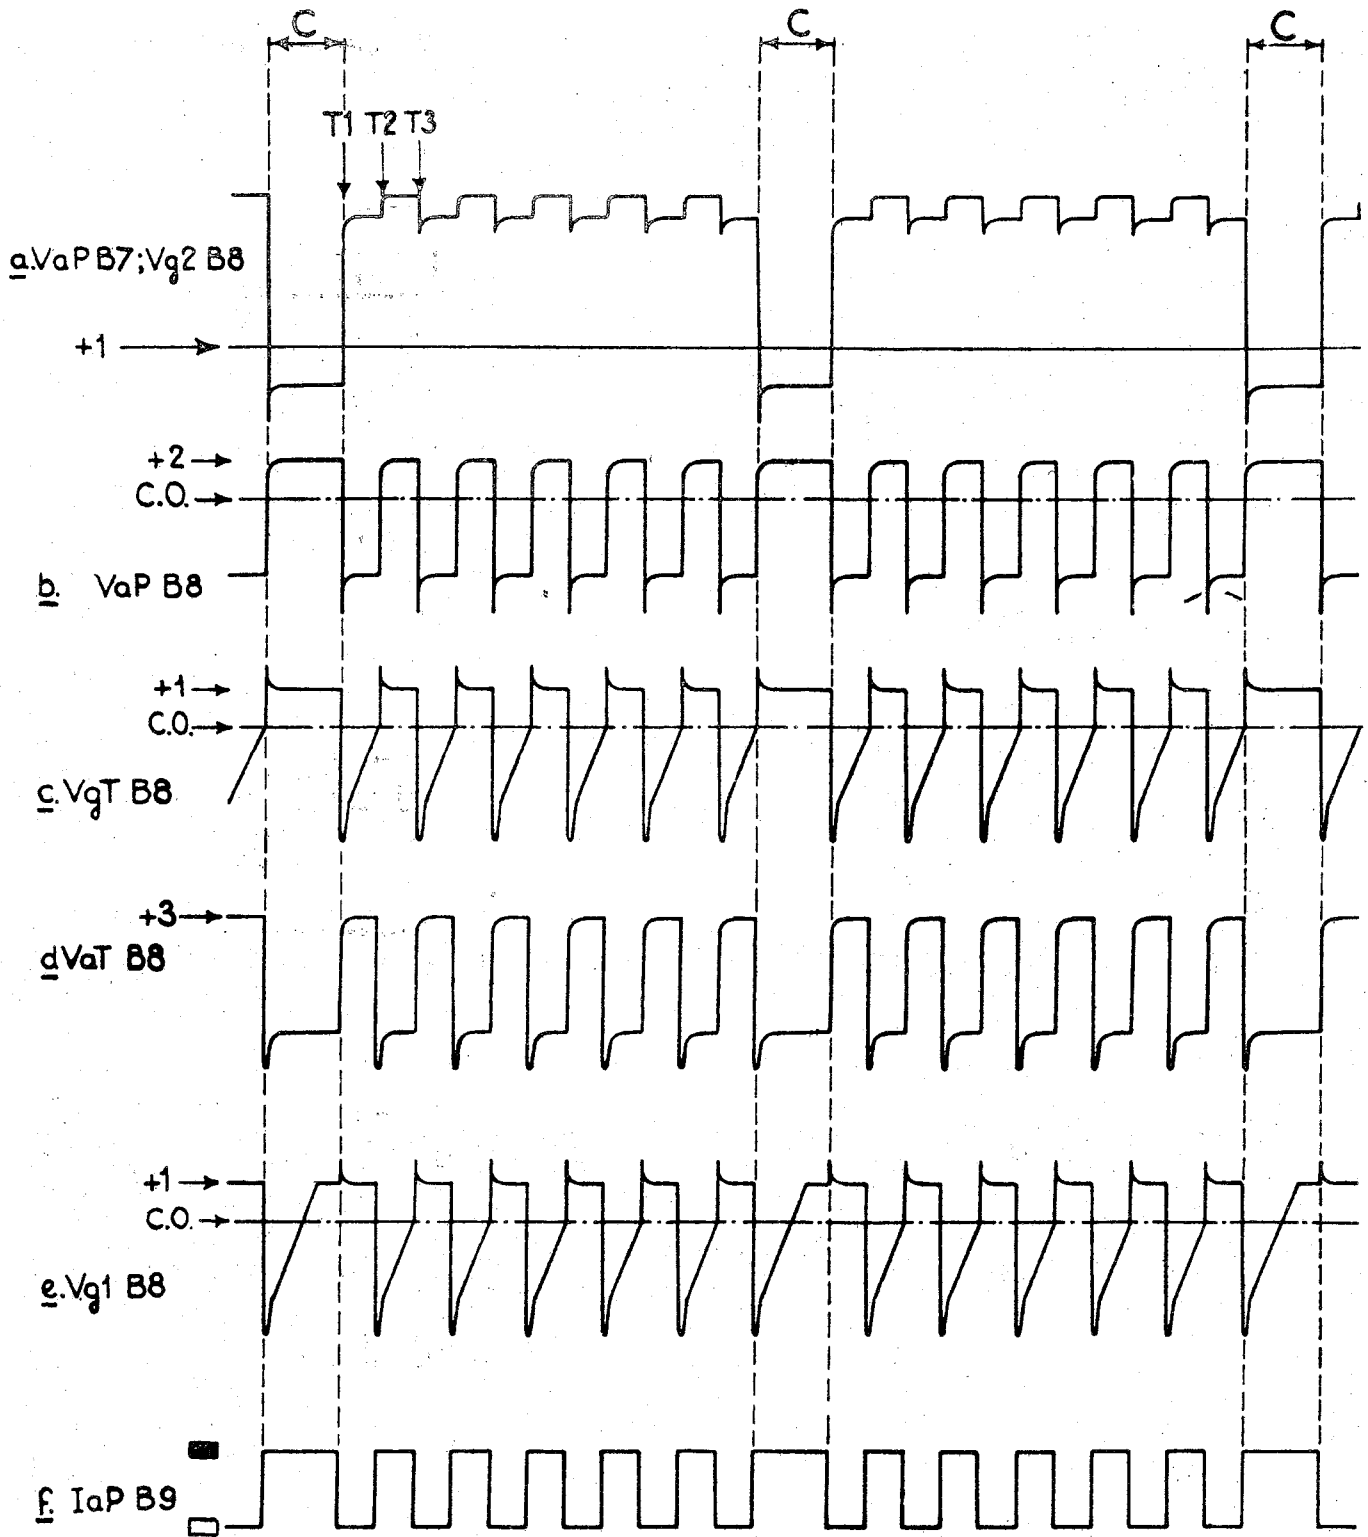 C C C
T1 T2 T3
a.VaP B7;Vg2 B8
+1
+2
C.O.
b. VaP B8
+1
C.O.
c. VgT B8
+3
d VaT B8
+1
C.O.
e. Vg1 B8
f. IaP B9